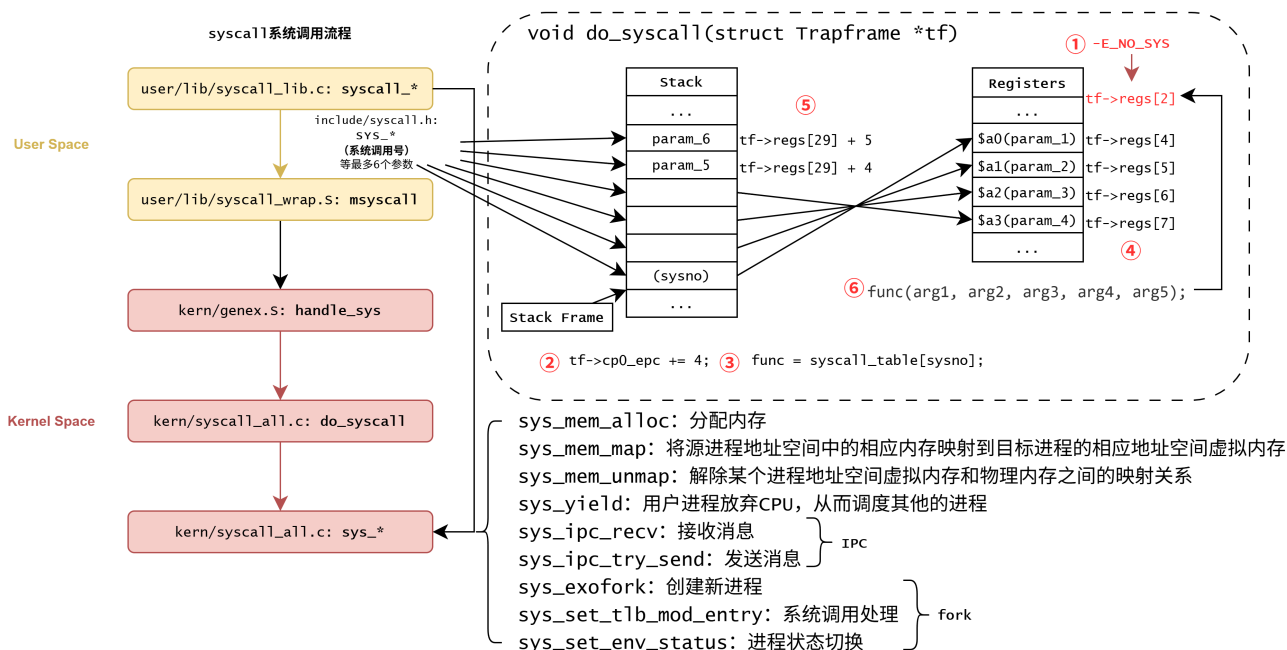 syscall系统调用流程
User Space
user/lib/syscall_lib.c: syscall_*
include/syscall.h:
SYS_*
(系统调用号)
等最多6个参数
user/lib/syscall_wrap.S: msyscall
Kernel Space
kern/genex.S: handle_sys
kern/syscall_all.c: do_syscall
kern/syscall_all.c: sys_*
void do_syscall(struct Trapframe *tf)
Stack
...
param_6
param_5
(sysno)
...
Stack Frame
⑤
tf->regs[29] + 5
tf->regs[29] + 4
① -E_NO_SYS
Registers
...
$a0(param_1)
$a1(param_2)
$a2(param_3)
$a3(param_4)
...
tf->regs[2]
tf->regs[4]
tf->regs[5]
tf->regs[6]
tf->regs[7]
④
⑥ func(arg1, arg2, arg3, arg4, arg5);
② tf->cp0_epc += 4; ③ func = syscall_table[sysno];
sys_mem_alloc：分配内存
sys_mem_map：将源进程地址空间中的相应内存映射到目标进程的相应地址空间虚拟内存
sys_mem_unmap：解除某个进程地址空间虚拟内存和物理内存之间的映射关系
sys_yield：用户进程放弃CPU，从而调度其他的进程
sys_ipc_recv：接收消息
sys_ipc_try_send：发送消息
IPC
sys_exofork：创建新进程
sys_set_tlb_mod_entry：系统调用处理
sys_set_env_status：进程状态切换
fork